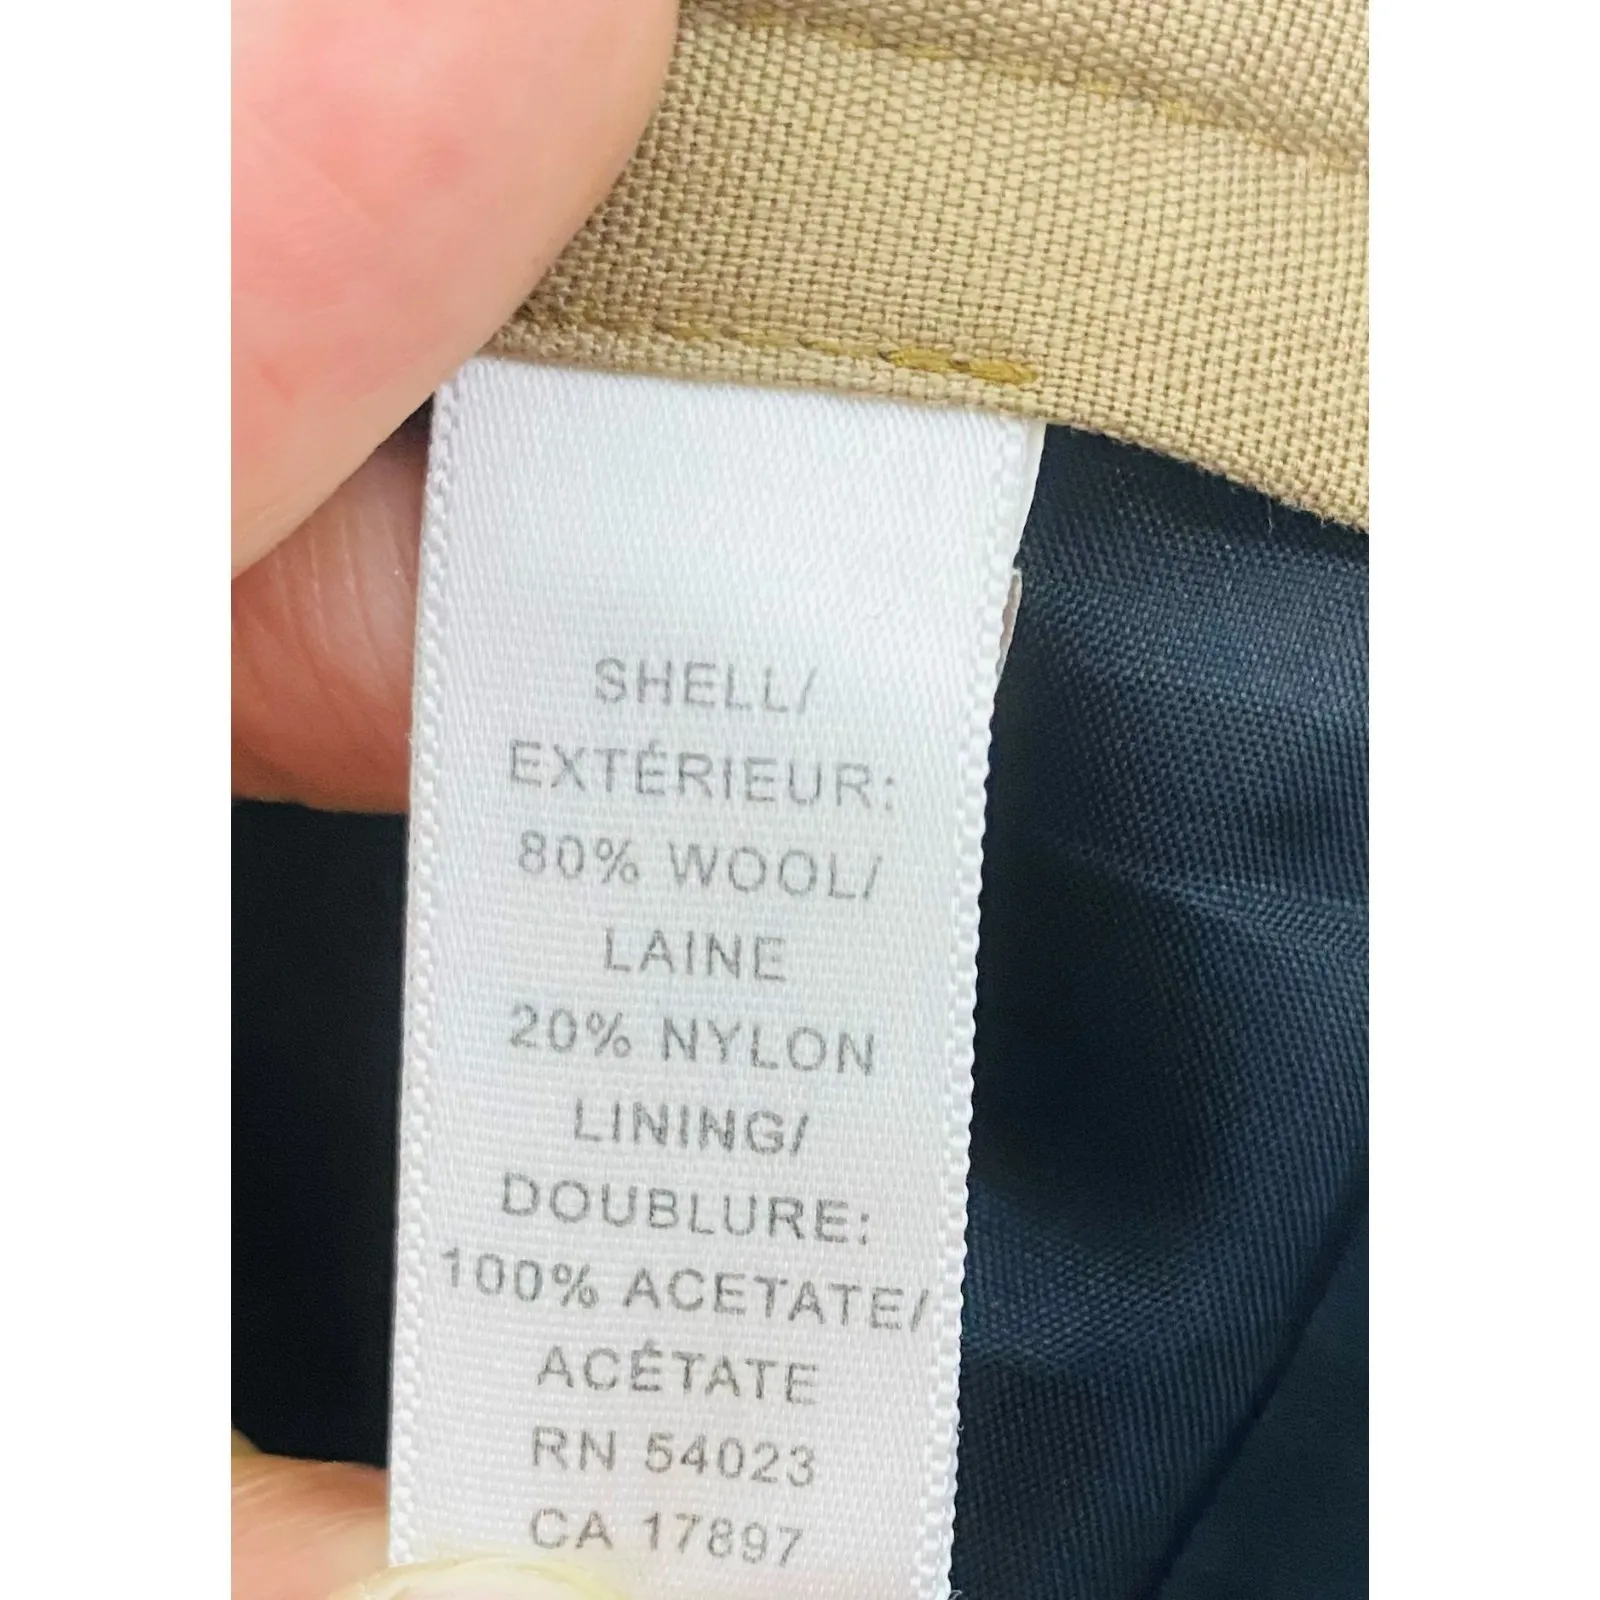 SHELL/
EXTÉRIEUR:
80% WOOL/
LAINE
20% NYLON
LINING/
DOUBLURE:
100% ACETATE/
ACÉTATE
RN 54023
CA 17897